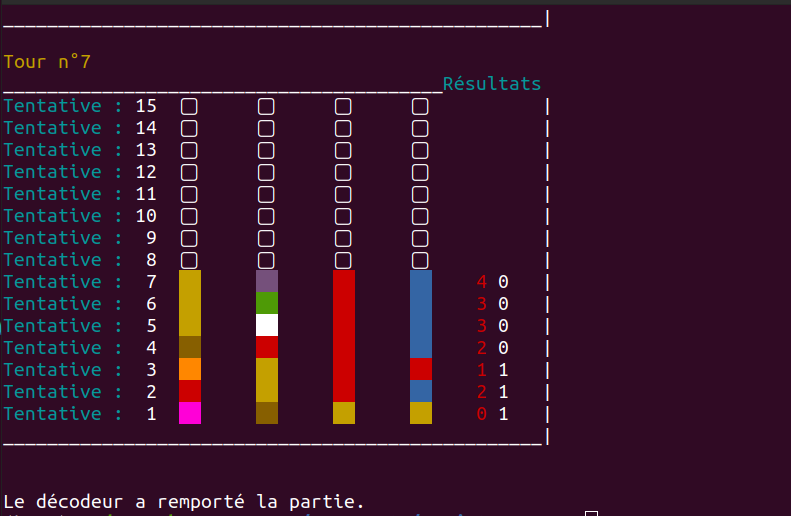 Tour n°7
Résultats
Tentative : 15
Tentative : 14
Tentative : 13
Tentative : 12
Tentative : 11
Tentative : 10
Tentative : 9
Tentative : 8
Tentative : 7 4 0
Tentative : 6 3 0
Tentative : 5 3 0
Tentative : 4 2 0
Tentative : 3 1 1
Tentative : 2 2 1
Tentative : 1 0 1
Le décodeur a remporté la partie.